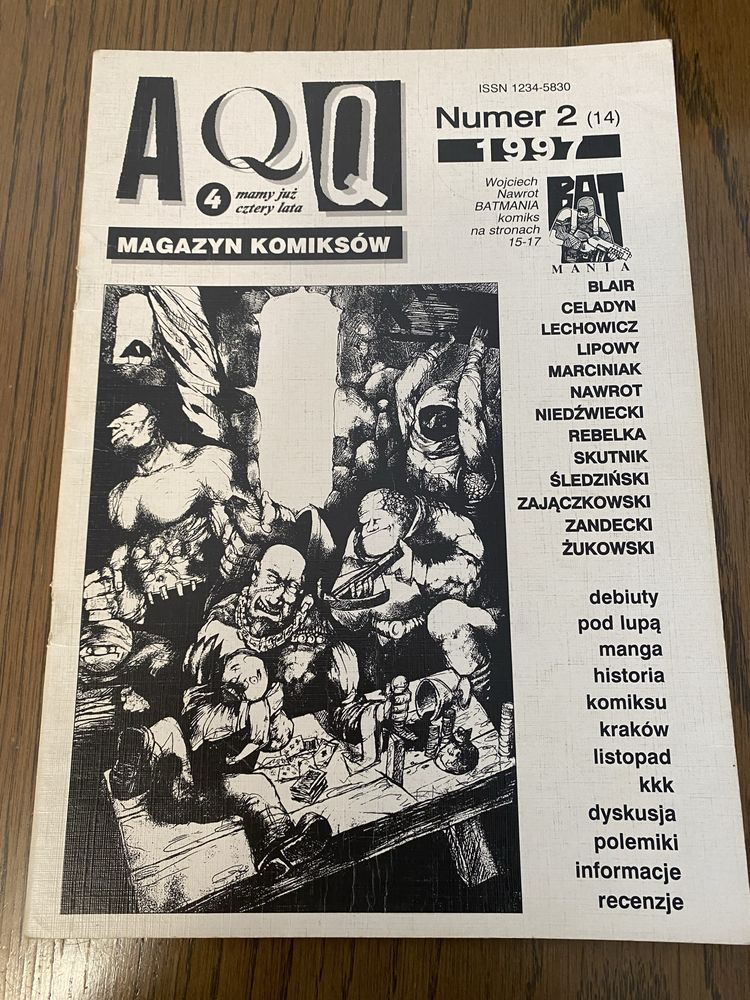 AQQ
4 mamy już
cztery lata
MAGAZYN KOMIKSÓW
ISSN 1234-5830
Numer 2 (14)
1997
Wojciech
Nawrot
BATMANIA
komiks
na stronach
15-17
BAT
MANIA
BLAIR
CELADYN
LECHOWICZ
LIPOWY
MARCINIAK
NAWROT
NIEDŹWIECKI
REBELKA
SKUTNIK
ŚLEDZIŃSKI
ZAJĄCZKOWSKI
ZANDECKI
ŻUKOWSKI
debiuty
pod lupą
manga
historia
komiksu
kraków
listopad
kkk
dyskusja
polemiki
informacje
recenzje